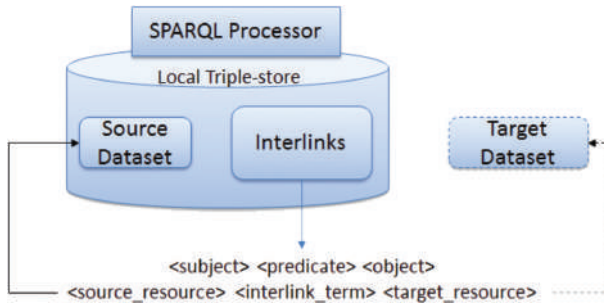 SPARQL Processor
Local Triple-store
Source
Dataset
Interlinks
Target
Dataset
<subject> <predicate> <object>
<source_resource> <interlink_term> <target_resource>